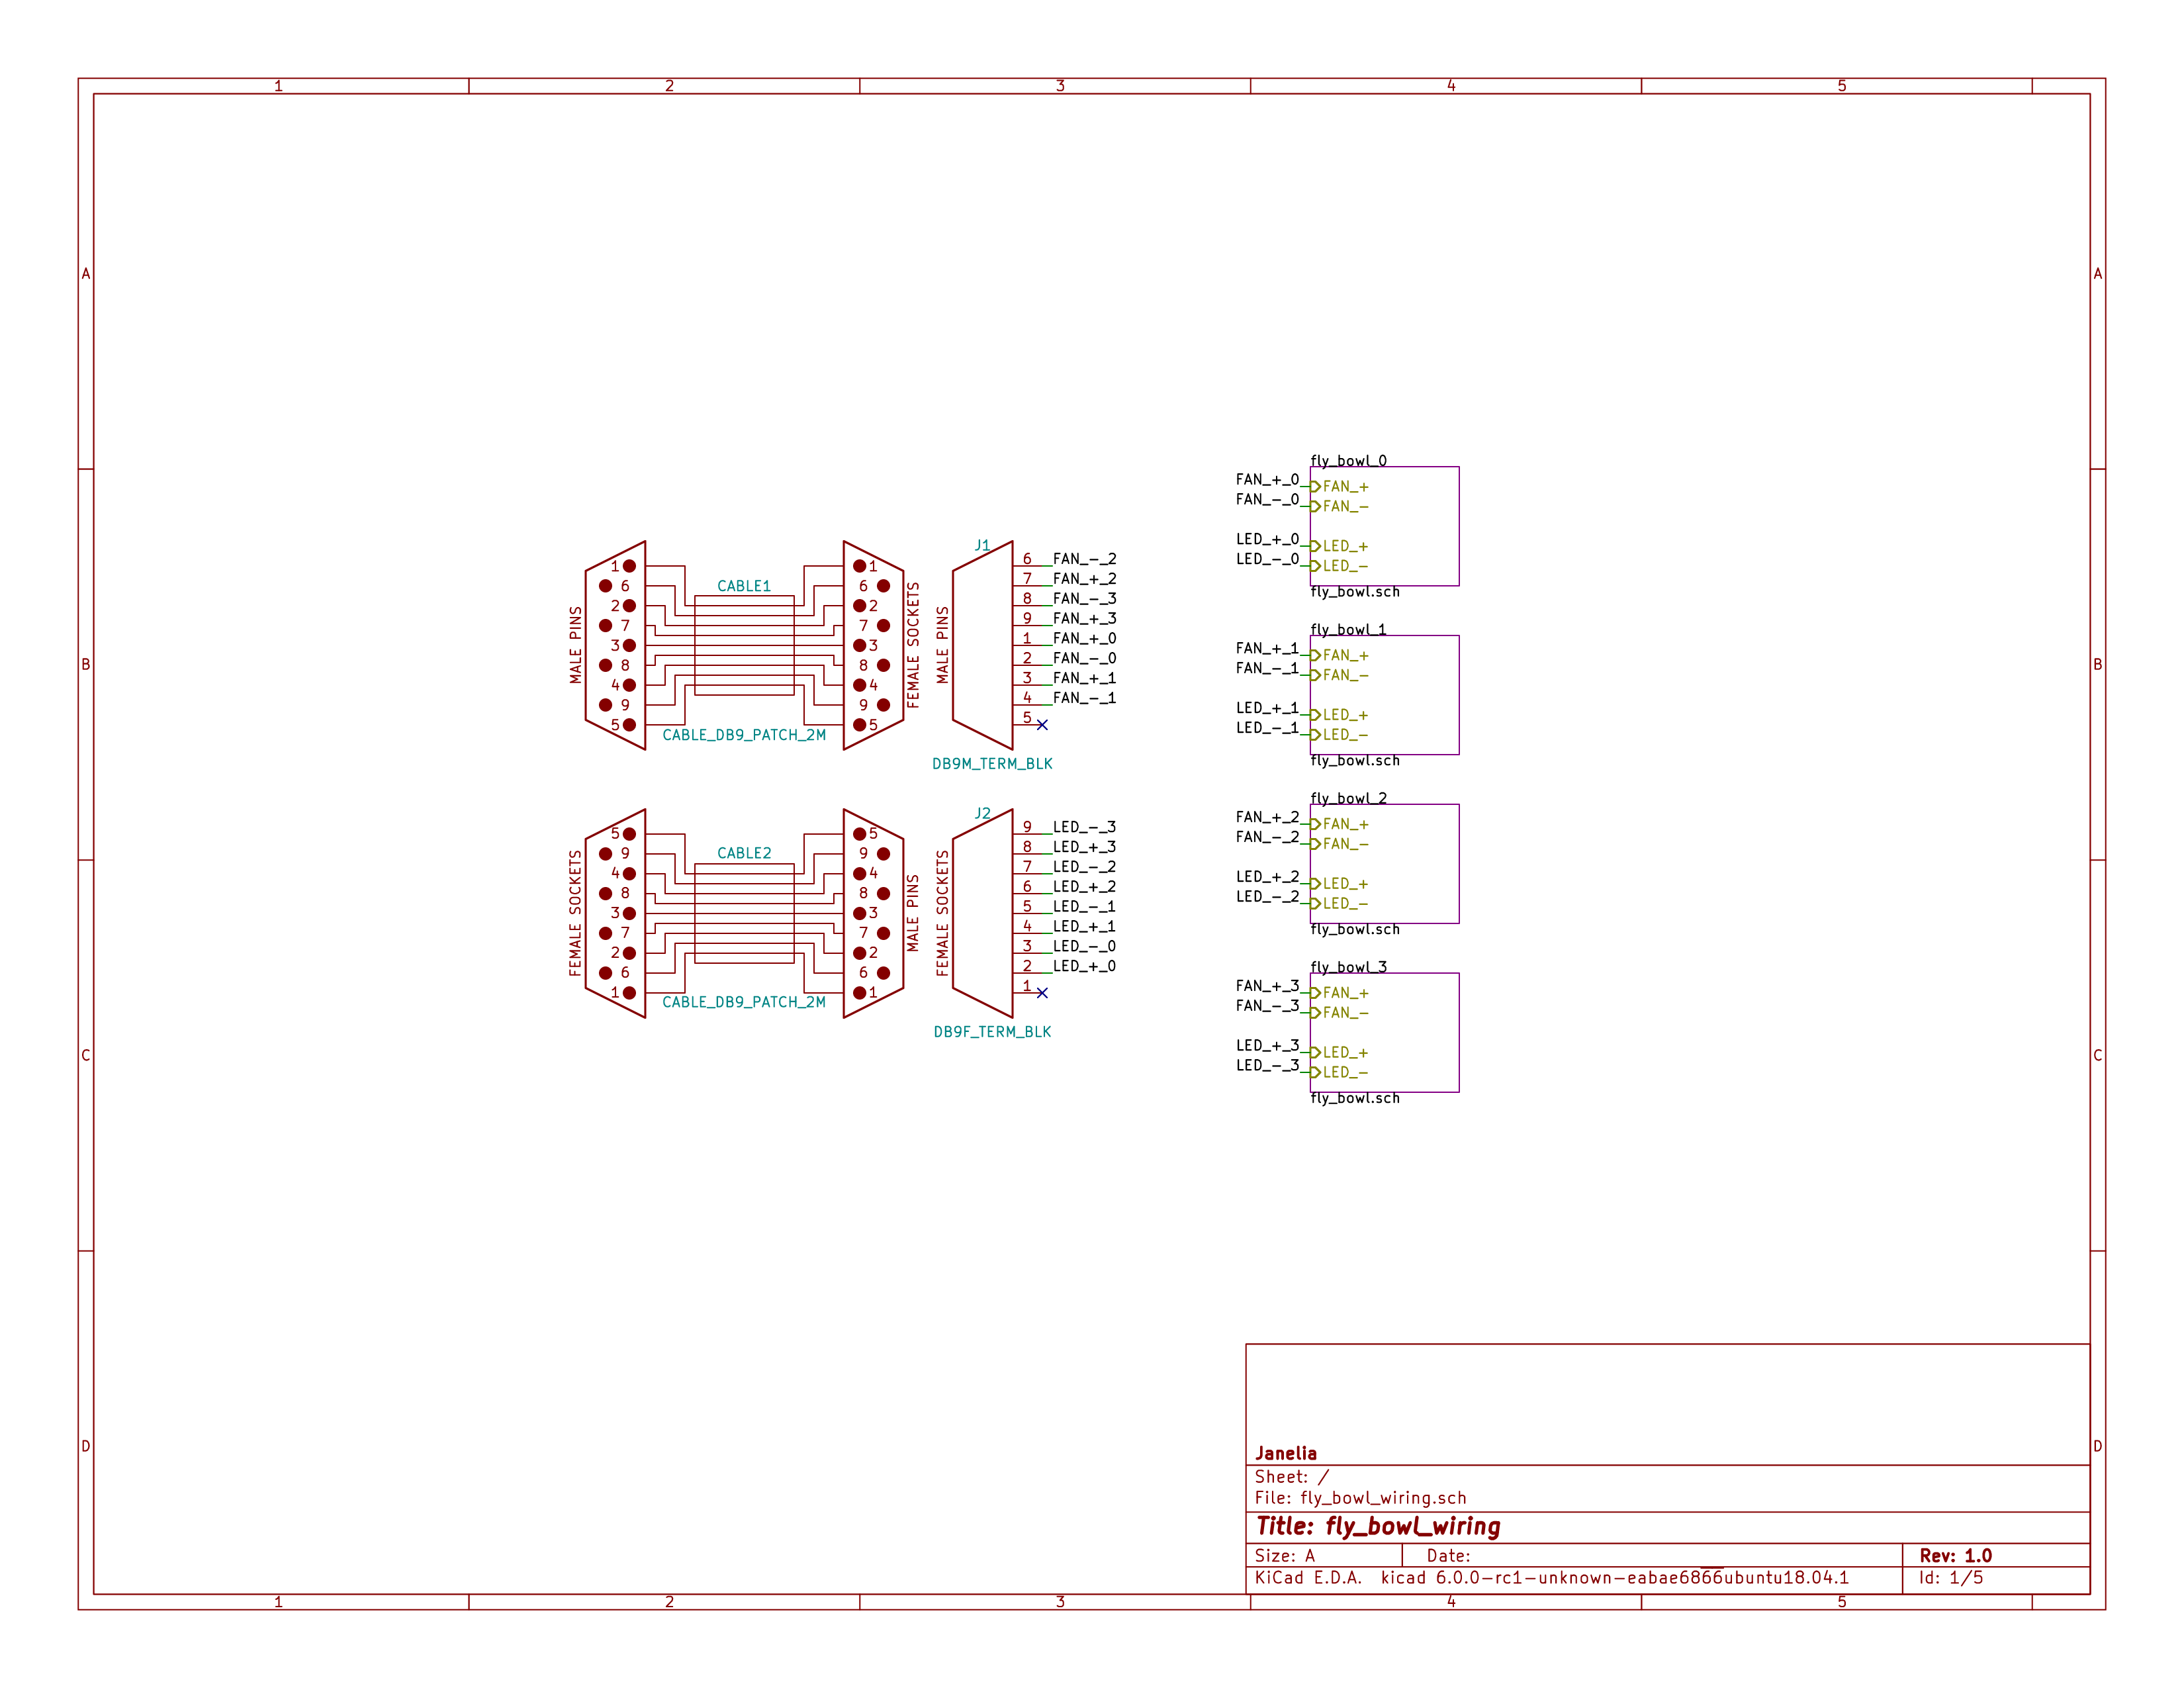 1 2 3 4 5
A A
B B
C C
D D
1 2 3 4 5
CABLE1
CABLE_DB9_PATCH_2M
MALE PINS
1
6
2
7
3
8
4
9
5
FEMALE SOCKETS
1
6
2
7
3
8
4
9
5
J1
MALE PINS
DB9M_TERM_BLK
6 FAN_-_2
7 FAN_+_2
8 FAN_-_3
9 FAN_+_3
1 FAN_+_0
2 FAN_-_0
3 FAN_+_1
4 FAN_-_1
5
CABLE2
CABLE_DB9_PATCH_2M
FEMALE SOCKETS
5
9
4
8
3
7
2
6
1
MALE PINS
5
9
4
8
3
7
2
6
1
J2
FEMALE SOCKETS
DB9F_TERM_BLK
9 LED_-_3
8 LED_+_3
7 LED_-_2
6 LED_+_2
5 LED_-_1
4 LED_+_1
3 LED_-_0
2 LED_+_0
1
fly_bowl_0
FAN_+_0 FAN_+
FAN_-_0 FAN_-
LED_+_0 LED_+
LED_-_0 LED_-
fly_bowl.sch
fly_bowl_1
FAN_+_1 FAN_+
FAN_-_1 FAN_-
LED_+_1 LED_+
LED_-_1 LED_-
fly_bowl.sch
fly_bowl_2
FAN_+_2 FAN_+
FAN_-_2 FAN_-
LED_+_2 LED_+
LED_-_2 LED_-
fly_bowl.sch
fly_bowl_3
FAN_+_3 FAN_+
FAN_-_3 FAN_-
LED_+_3 LED_+
LED_-_3 LED_-
fly_bowl.sch
Janelia
Sheet: /
File: fly_bowl_wiring.sch
Title: fly_bowl_wiring
Size: A Date: Rev: 1.0
KiCad E.D.A. kicad 6.0.0-rc1-unknown-eabae6866ubuntu18.04.1 Id: 1/5